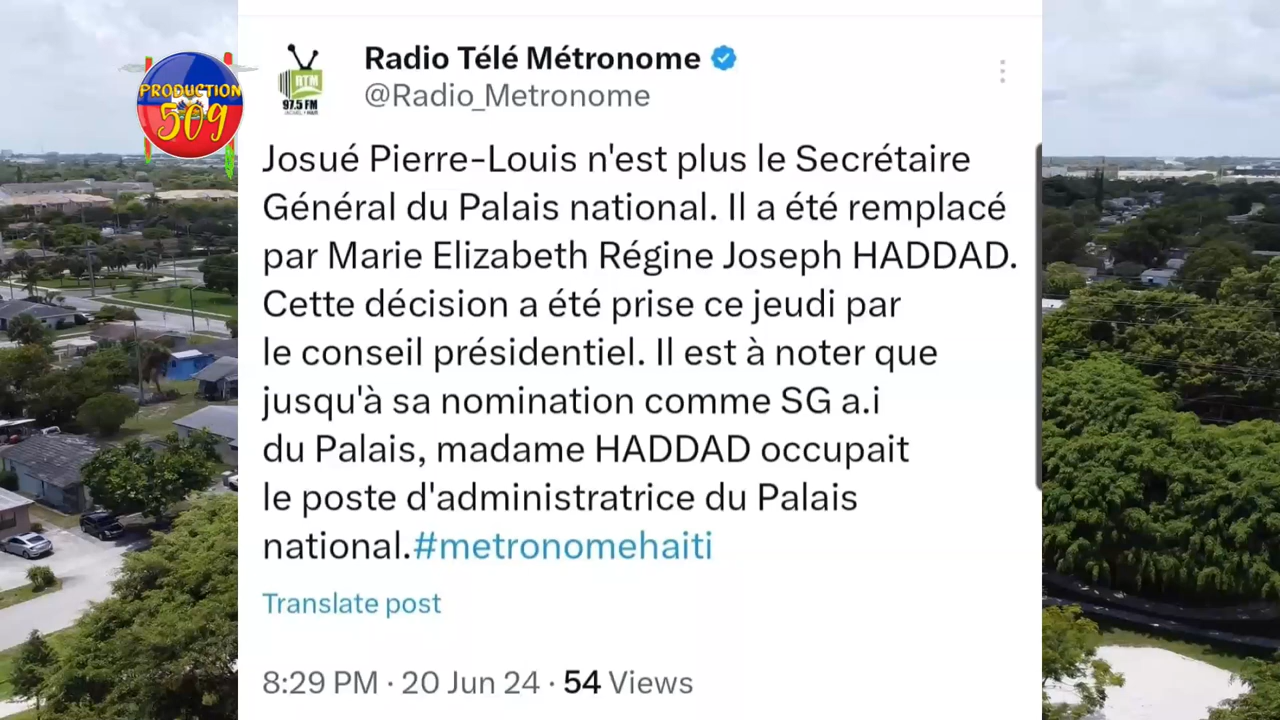 PRODUCTION
509
RTM
97.5 FM
Radio Télé Métronome
@Radio_Metronome
Josué Pierre-Louis n'est plus le Secrétaire
Général du Palais national. Il a été remplacé
par Marie Elizabeth Régine Joseph HADDAD.
Cette décision a été prise ce jeudi par
le conseil présidentiel. Il est à noter que
jusqu'à sa nomination comme SG a.i
du Palais, madame HADDAD occupait
le poste d'administratrice du Palais
national.#metronomehaiti
Translate post
8:29 PM · 20 Jun 24 · 54 Views